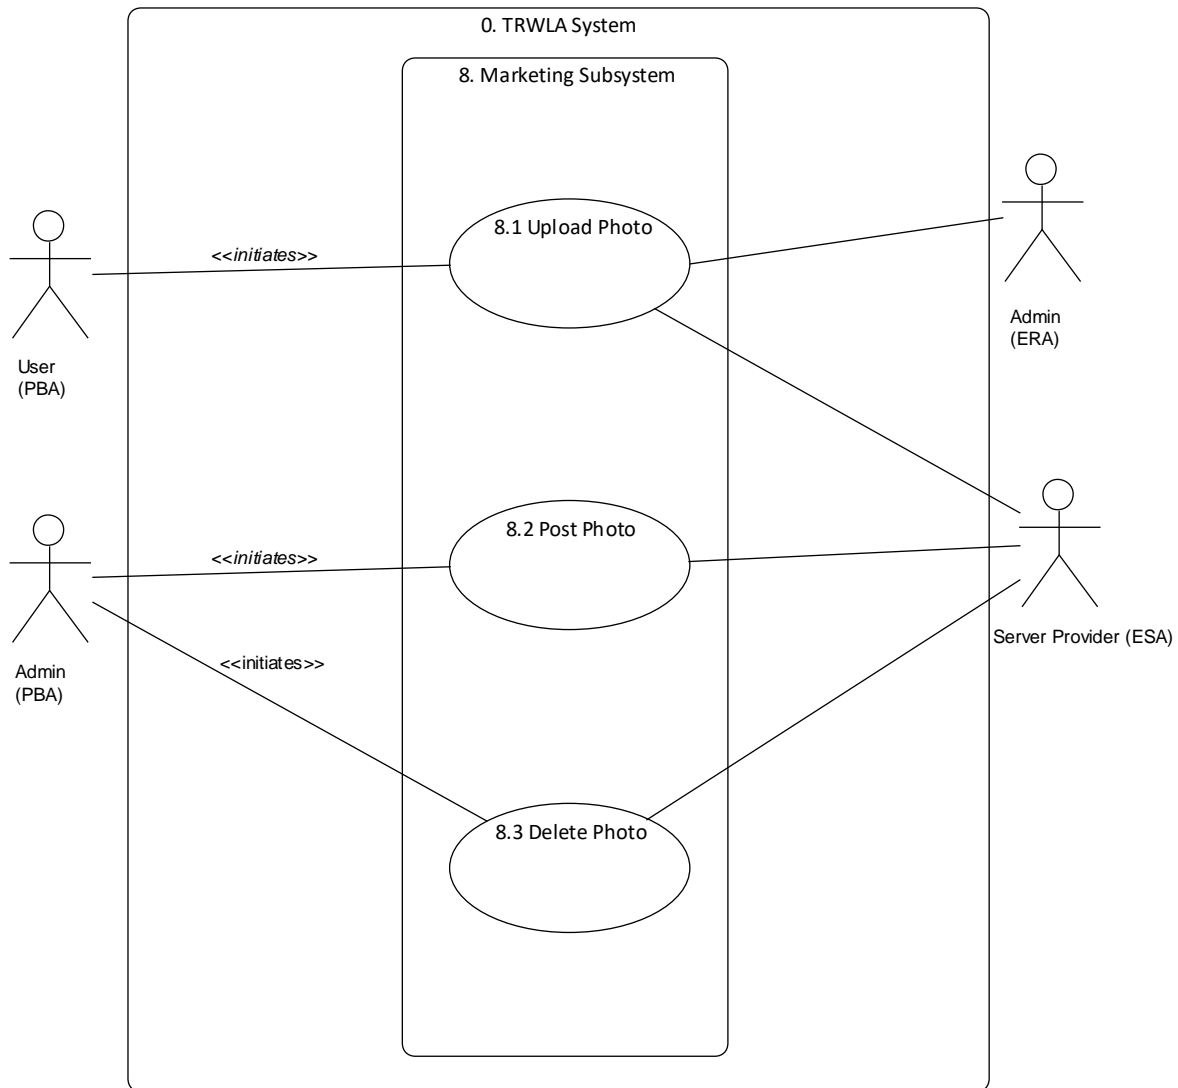 0. TRWLA System
8. Marketing Subsystem
8.1 Upload Photo
<<initiates>>
User
(PBA)
Admin
(ERA)
8.2 Post Photo
<<initiates>>
Admin
(PBA)
Server Provider (ESA)
<<initiates>>
8.3 Delete Photo